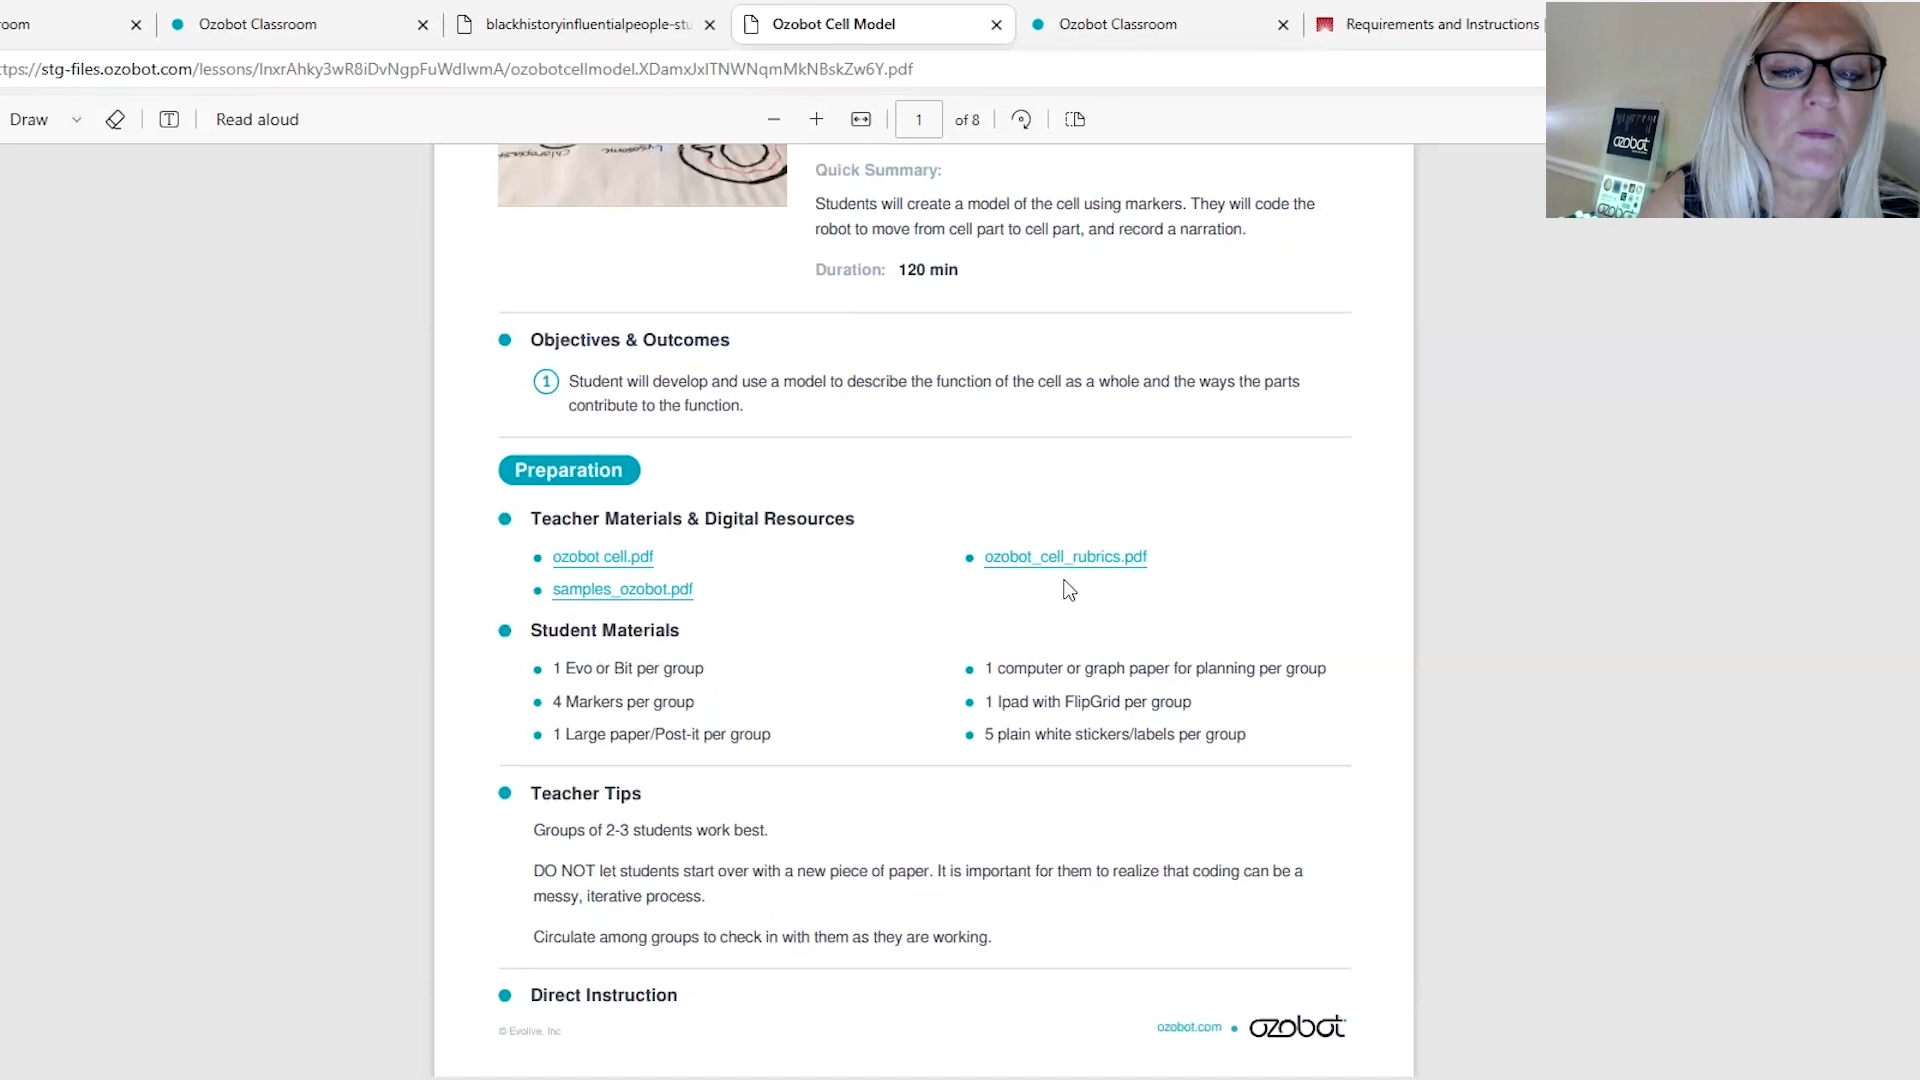 room
Ozobot Classroom
blackhistoryinfluentialpeople-stu
Ozobot Cell Model
Ozobot Classroom
Requirements and Instructions
tps://stg-files.ozobot.com/lessons/lnxrAhky3wR8iDvNgpFuWdlwmA/ozobotcellmodel.XDamxJxlTNWNqmMkNBskZw6Y.pdf
Draw
Read aloud
1
of 8
ozobot
Chloroplast
Lysosome
Quick Summary:
Students will create a model of the cell using markers. They will code the
robot to move from cell part to cell part, and record a narration.
Duration: 120 min
Objectives & Outcomes
1 Student will develop and use a model to describe the function of the cell as a whole and the ways the parts
contribute to the function.
Preparation
Teacher Materials & Digital Resources
ozobot cell.pdf
ozobot_cell_rubrics.pdf
samples_ozobot.pdf
Student Materials
1 Evo or Bit per group
1 computer or graph paper for planning per group
4 Markers per group
1 Ipad with FlipGrid per group
1 Large paper/Post-it per group
5 plain white stickers/labels per group
Teacher Tips
Groups of 2-3 students work best.
DO NOT let students start over with a new piece of paper. It is important for them to realize that coding can be a
messy, iterative process.
Circulate among groups to check in with them as they are working.
Direct Instruction
© Evollve, Inc
ozobot.com • ozobot